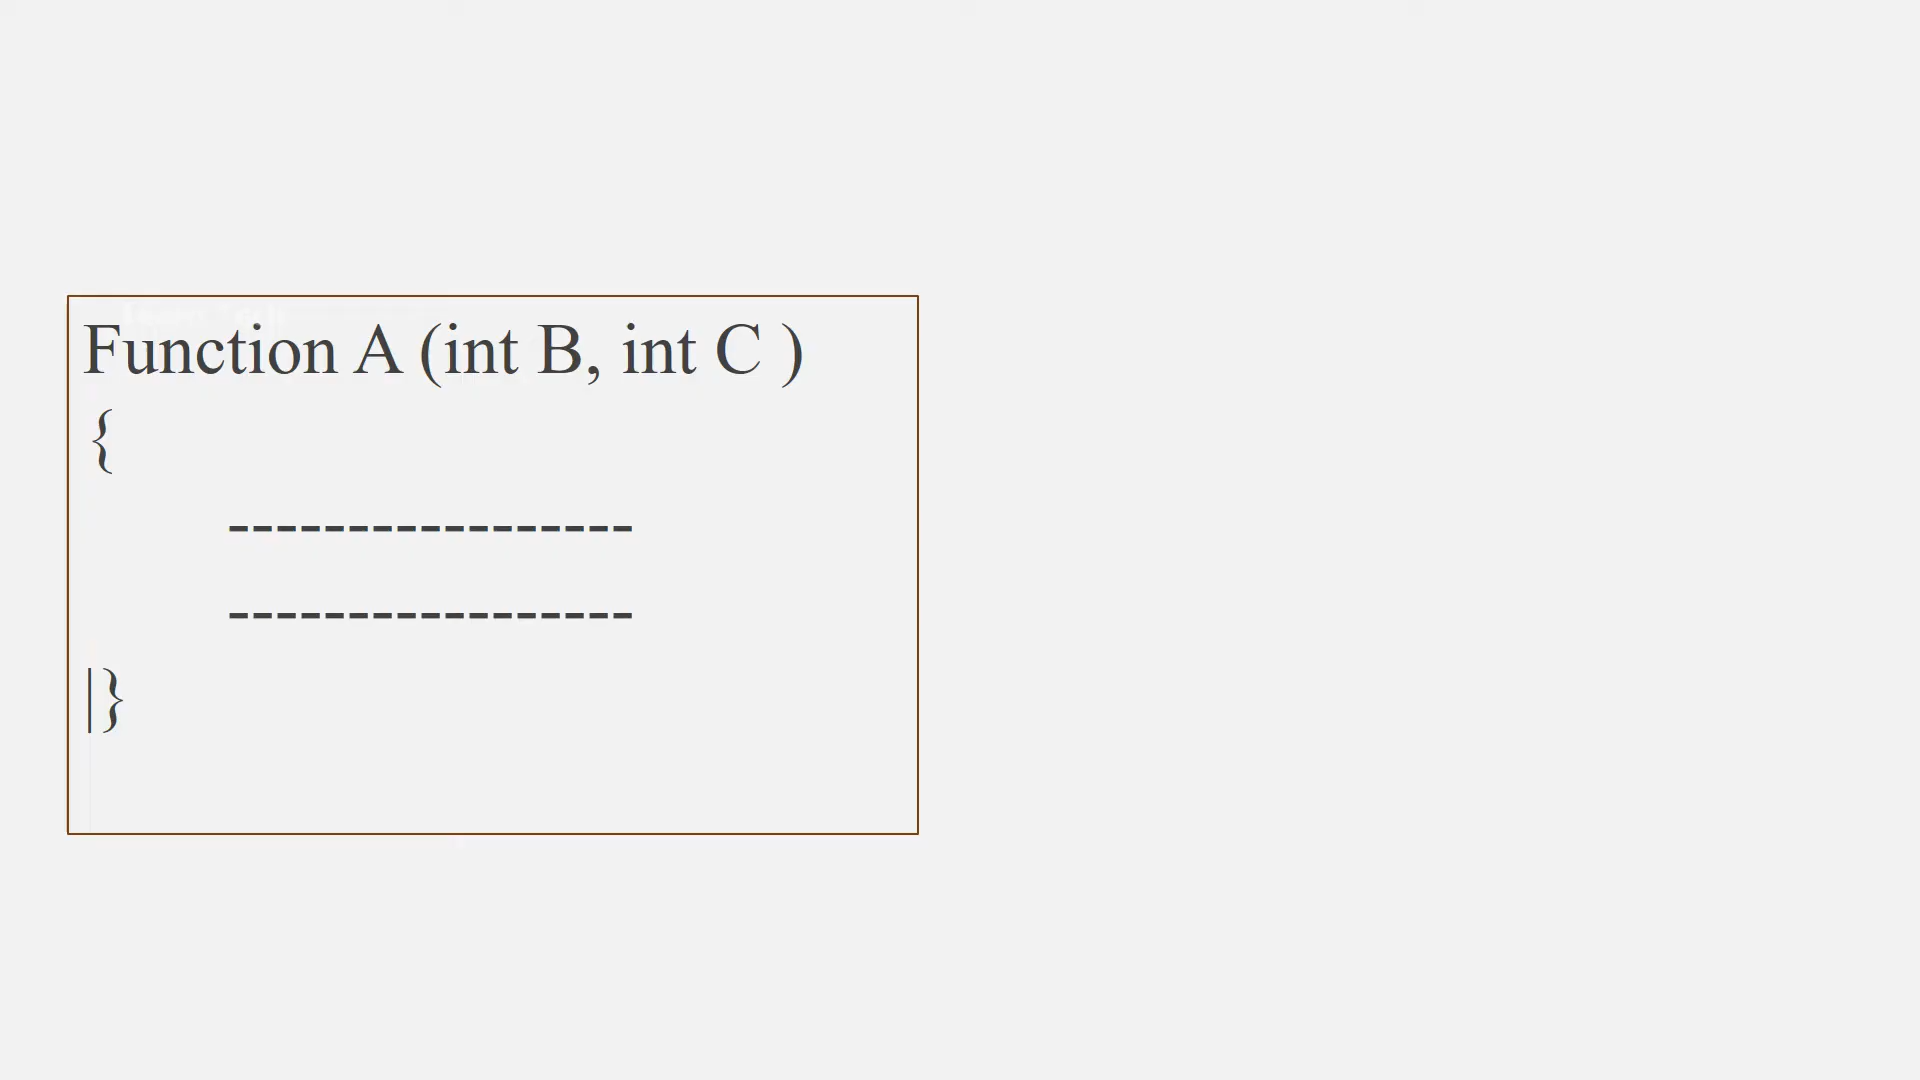 Function A (int B, int C )
{
-----------------
-----------------
|}